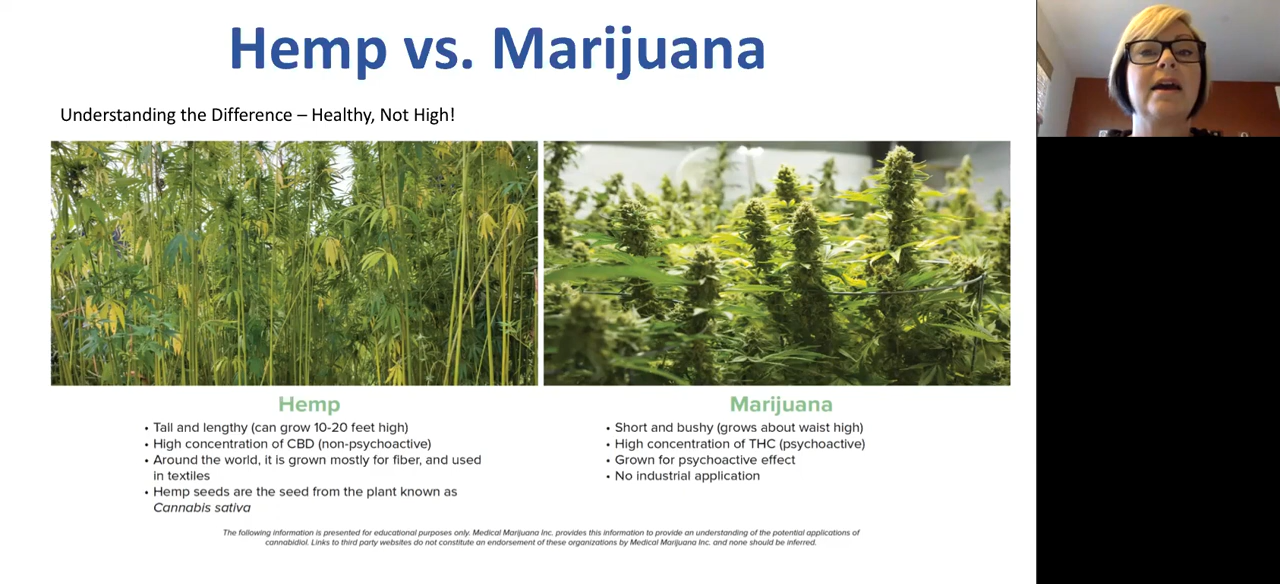 Hemp vs. Marijuana
Understanding the Difference – Healthy, Not High!
Hemp
• Tall and lengthy (can grow 10-20 feet high)
• High concentration of CBD (non-psychoactive)
• Around the world, it is grown mostly for fiber, and used
in textiles
• Hemp seeds are the seed from the plant known as
Cannabis sativa
Marijuana
• Short and bushy (grows about waist high)
• High concentration of THC (psychoactive)
• Grown for psychoactive effect
• No industrial application
The following information is presented for educational purposes only. Medical Marijuana Inc. provides this information to provide an understanding of the potential applications of
cannabidiol. Links to third party websites do not constitute an endorsement of these organizations by Medical Marijuana Inc. and none should be inferred.